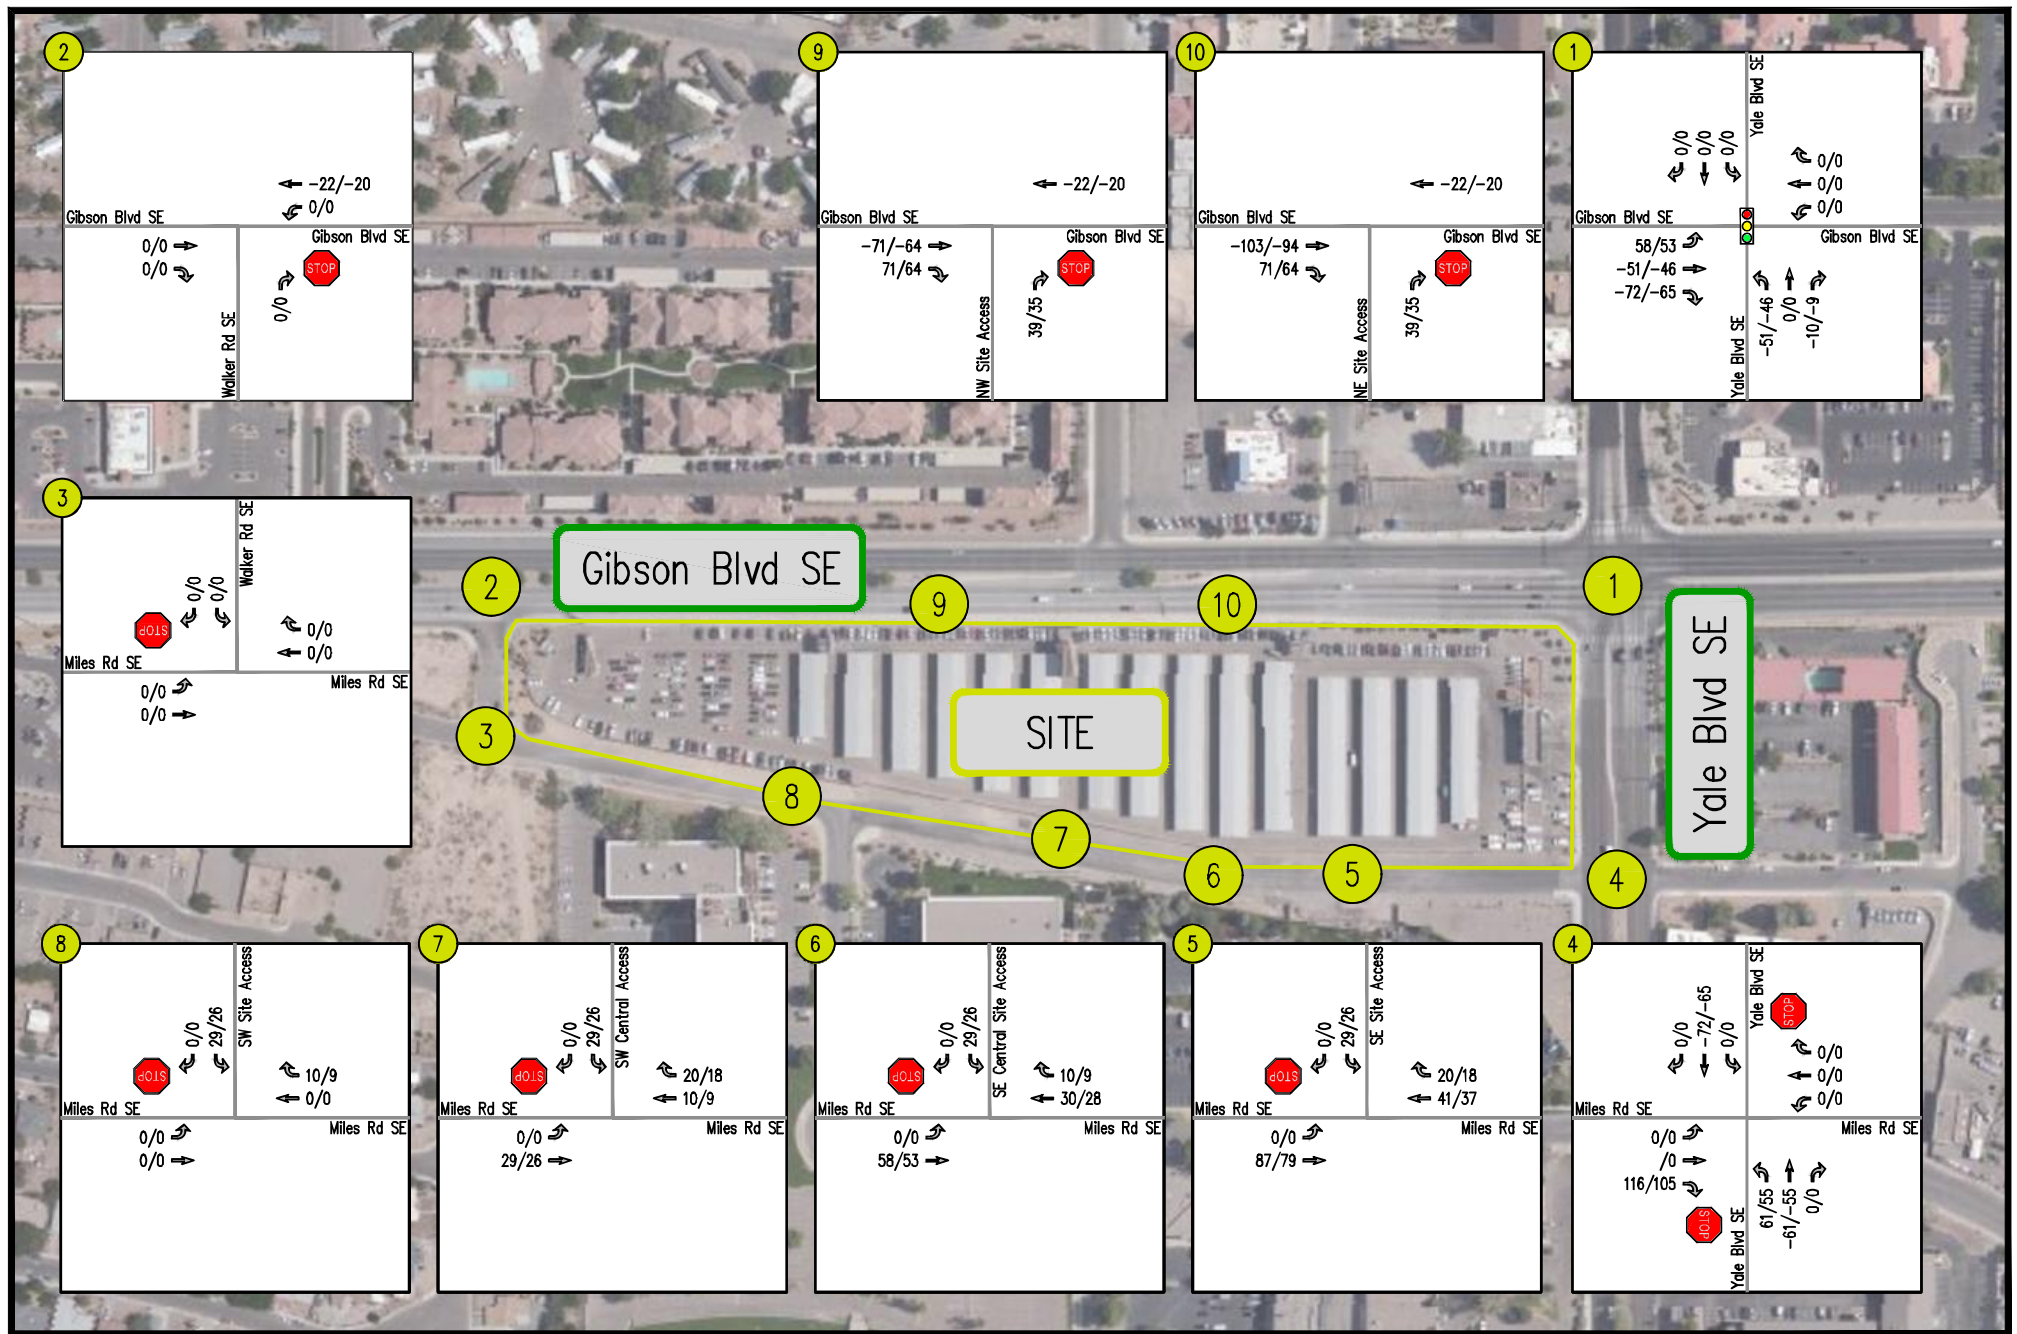 2
-22/-20
0/0
Gibson Blvd SE
Gibson Blvd SE
0/0
0/0
STOP
0/0
Walker Rd SE
9
-22/-20
Gibson Blvd SE
Gibson Blvd SE
-71/-64
71/64
STOP
39/35
NW Site Access
10
-22/-20
Gibson Blvd SE
Gibson Blvd SE
-103/-94
71/64
STOP
39/35
NE Site Access
1
Yale Blvd SE
0/0
0/0
0/0
0/0
0/0
0/0
Gibson Blvd SE
Gibson Blvd SE
58/53
-51/-46
-72/-65
-51/-46
0/0
-10/-9
Yale Blvd SE
3
Walker Rd SE
0/0
0/0
STOP
0/0
0/0
Miles Rd SE
Miles Rd SE
0/0
0/0
Gibson Blvd SE
2
9
10
1
Yale Blvd SE
SITE
3
8
7
6
5
4
8
SW Site Access
0/0
29/26
STOP
10/9
0/0
Miles Rd SE
Miles Rd SE
0/0
0/0
7
SW Central Access
0/0
29/26
STOP
20/18
10/9
Miles Rd SE
Miles Rd SE
0/0
29/26
6
SE Central Site Access
0/0
29/26
STOP
10/9
30/28
Miles Rd SE
Miles Rd SE
0/0
58/53
5
SE Site Access
0/0
29/26
STOP
20/18
41/37
Miles Rd SE
Miles Rd SE
0/0
87/79
4
Yale Blvd SE
0/0
-72/-65
0/0
STOP
0/0
0/0
0/0
Miles Rd SE
Miles Rd SE
0/0
/0
116/105
STOP
61/55
-61/-55
0/0
Yale Blvd SE